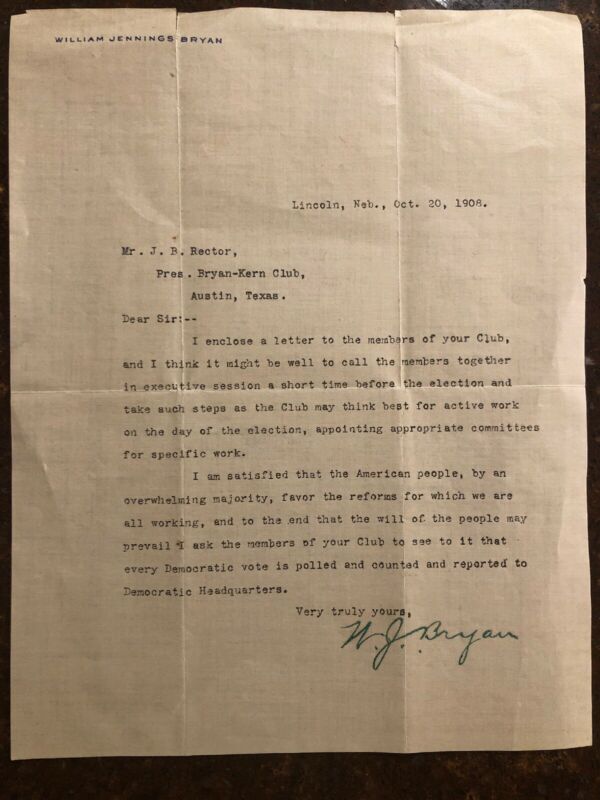 WILLIAM JENNINGS BRYAN
Lincoln, Neb., Oct. 20, 1908.
Mr. J. B. Rector,
Pres. Bryan-Kern Club,
Austin, Texas.
Dear Sir:--
I enclose a letter to the members of your Club,
and I think it might be well to call the members together
in executive session a short time before the election and
take such steps as the Club may think best for active work
on the day of the election, appointing appropriate committees
for specific work.
I am satisfied that the American people, by an
overwhelming majority, favor the reforms for which we are
all working, and to the end that the will of the people may
prevail I ask the members of your Club to see to it that
every Democratic vote is polled and counted and reported to
Democratic Headquarters.
Very truly yours,
W. J. Bryan